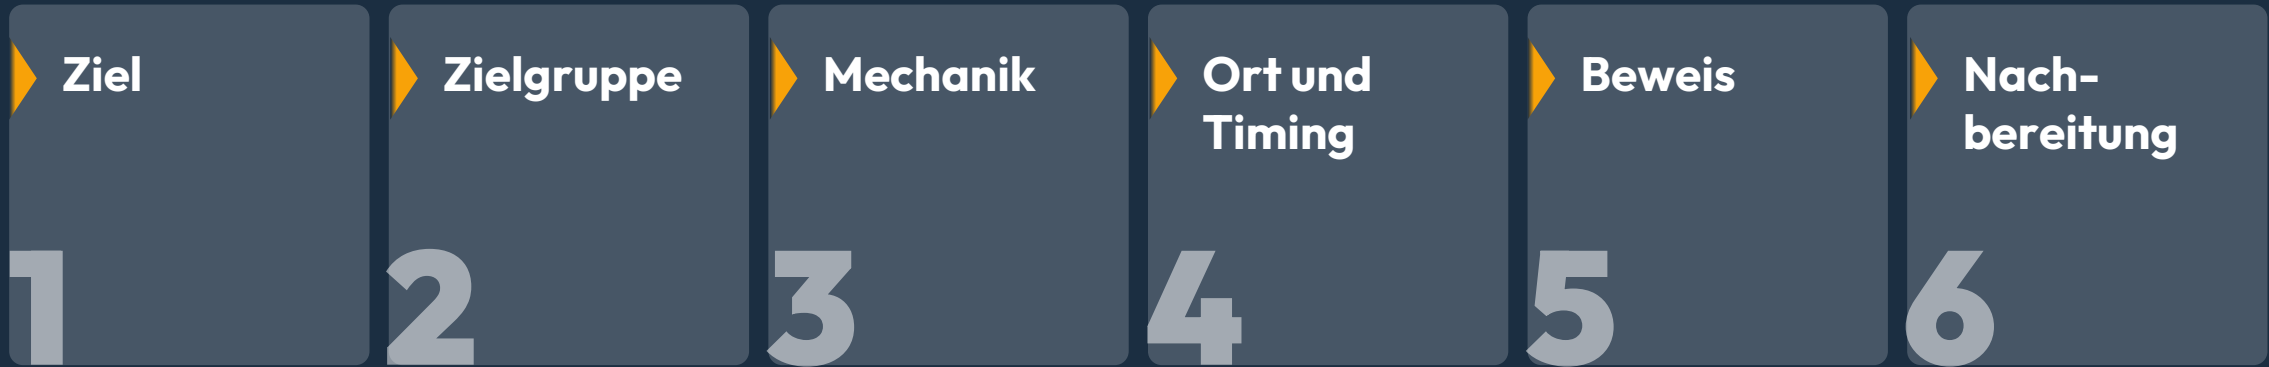 Ziel
Zielgruppe
Mechanik
Ort und
Timing
Beweis
Nach-
bereitung
1
2
3
4
5
6